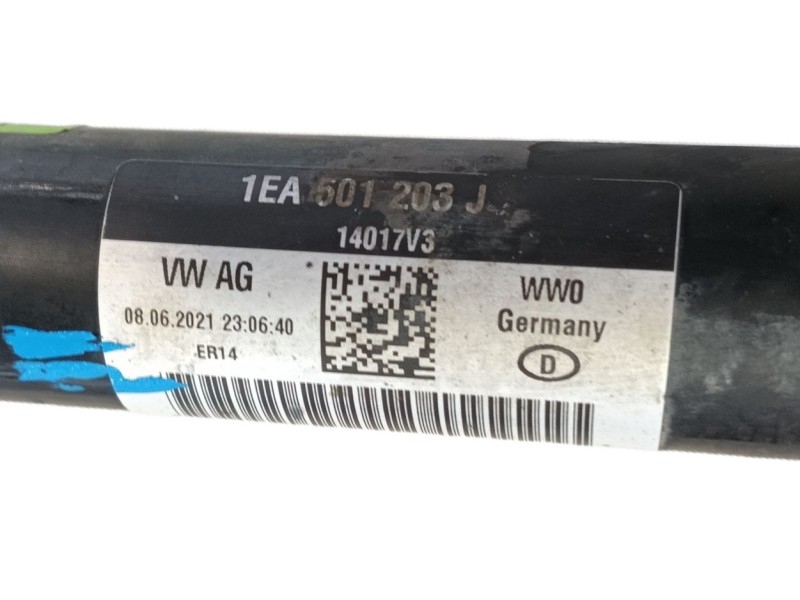 1EA 501 203 J
14017V3
VW AG
08.06.2021 23:06:40
ER14
WW0
Germany
D